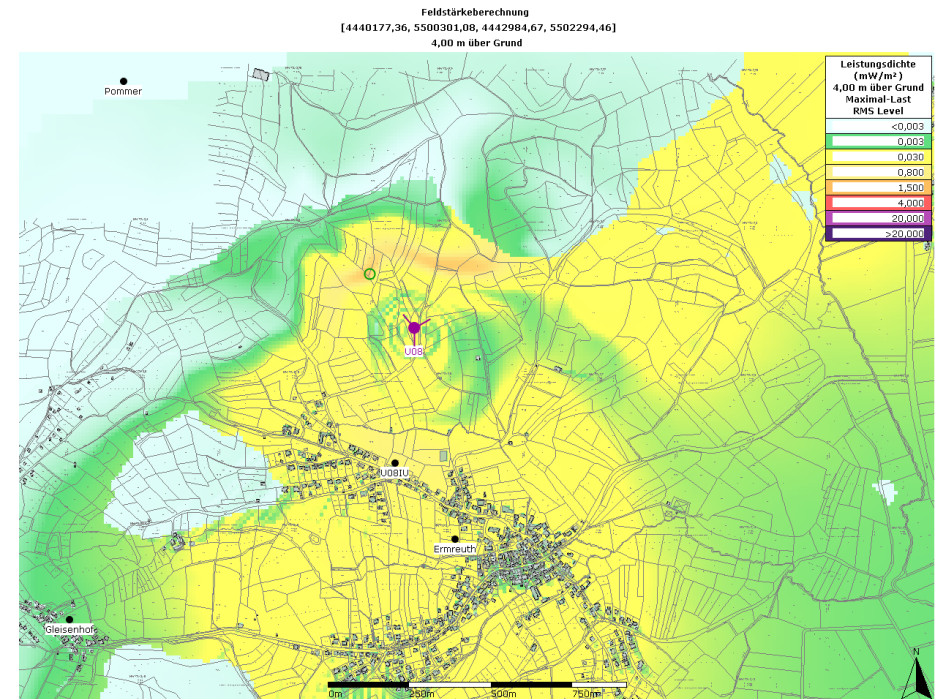 Feldstärkeberechnung
[4440177,36, 5500301,08, 4442984,67, 5502294,46]
4,00 m über Grund
Leistungsdichte
(mW/m²)
4,00 m über Grund
Maximal-Last
RMS Level
<0,003
0,003
0,030
0,800
1,500
4,000
20,000
>20,000
Pommer
U08
U08IU
Ermreuth
Gleisenhof
N
0m
250m
500m
750m